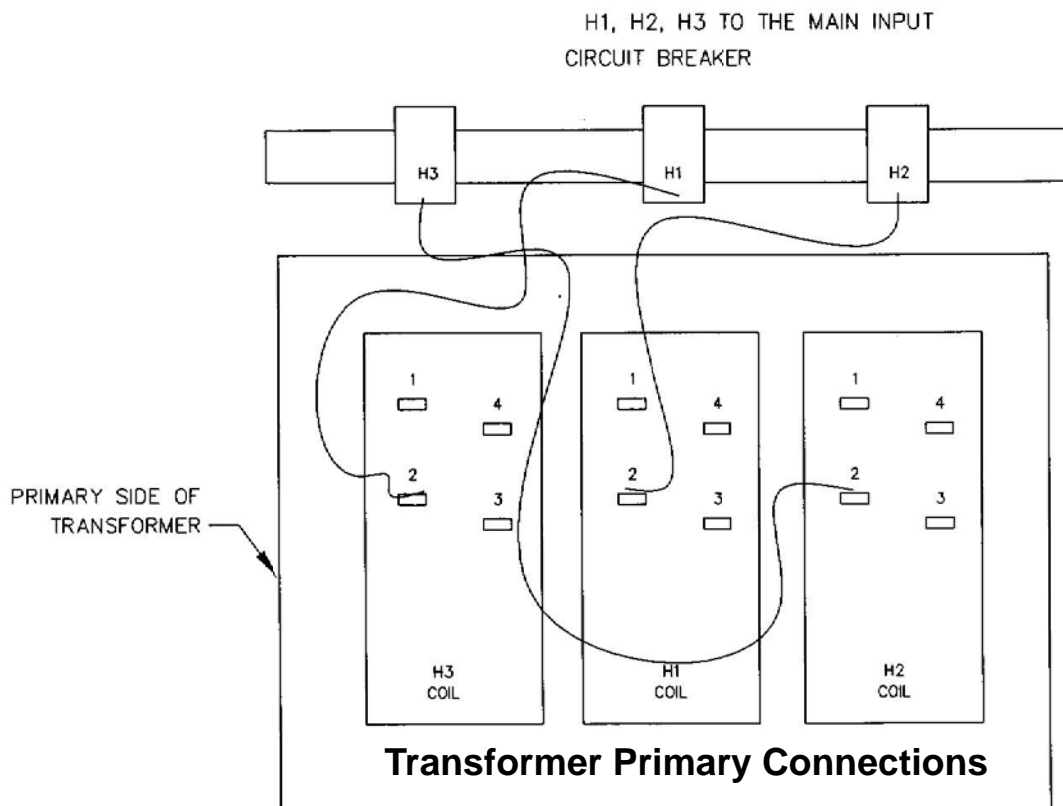 H1, H2, H3 TO THE MAIN INPUT
CIRCUIT BREAKER
H3
H1
H2
1
4
2
3
H3
COIL
1
4
2
3
H1
COIL
1
4
2
3
H2
COIL
PRIMARY SIDE OF
TRANSFORMER
Transformer Primary Connections